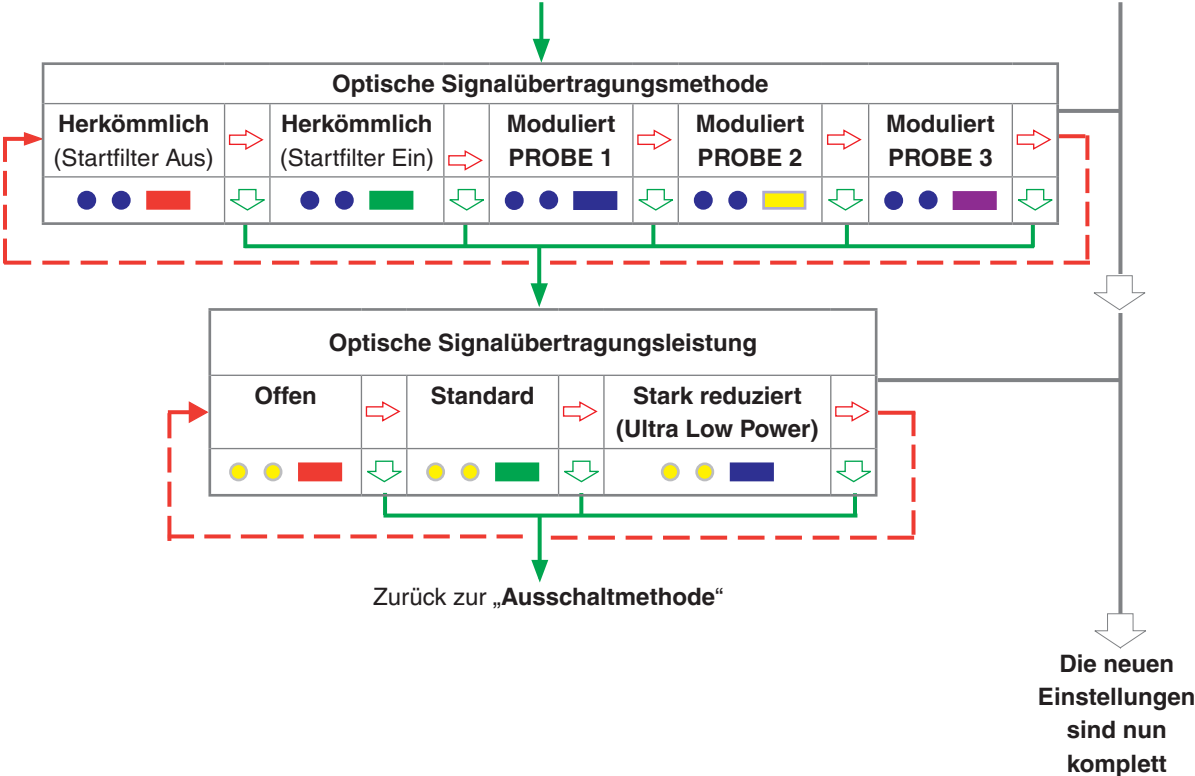 Optische Signalübertragungsmethode
Herkömmlich
(Startfilter Aus)
Herkömmlich
(Startfilter Ein)
Moduliert
PROBE 1
Moduliert
PROBE 2
Moduliert
PROBE 3
Optische Signalübertragungsleistung
Offen
Standard
Stark reduziert
(Ultra Low Power)
Zurück zur „Ausschaltmethode“
Die neuen
Einstellungen
sind nun
komplett